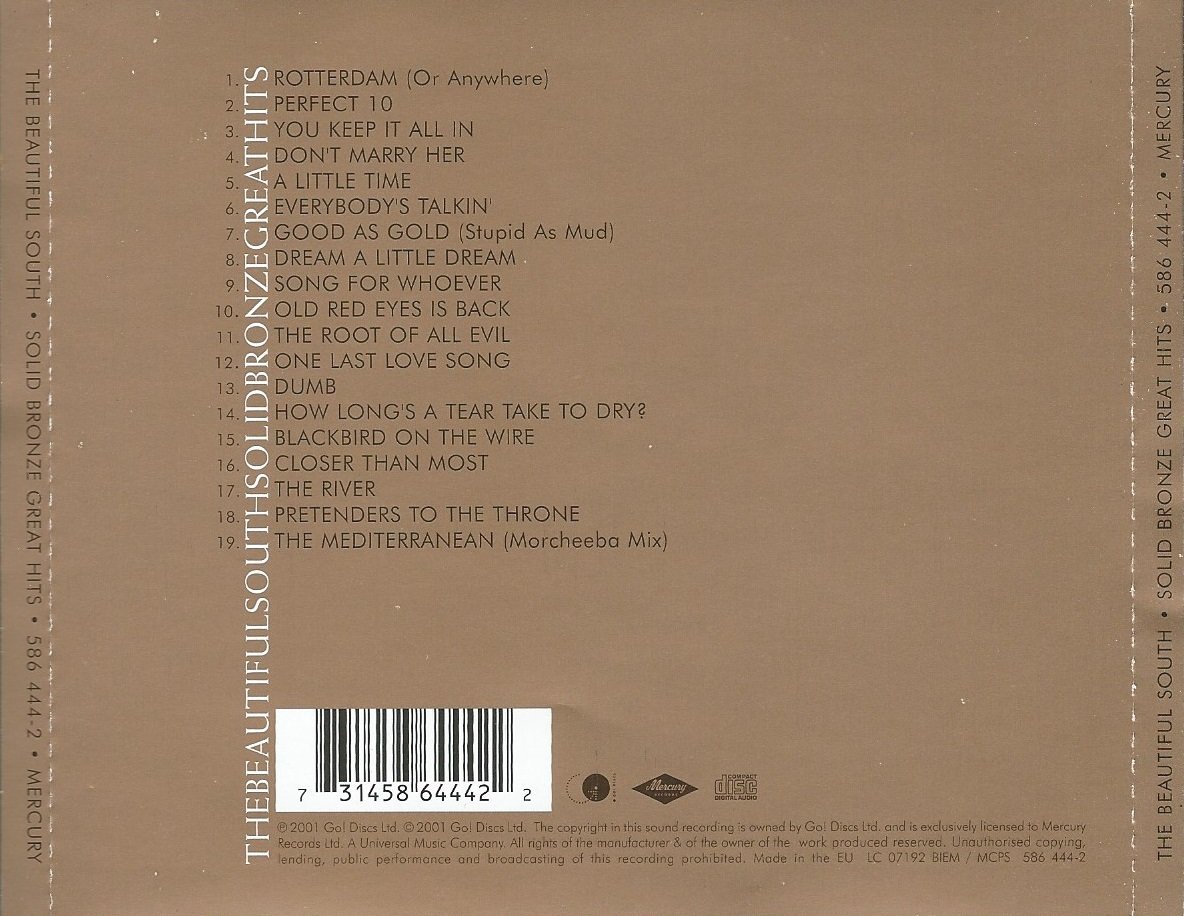 THE BEAUTIFUL SOUTH • SOLID BRONZE GREAT HITS • 586 444-2 • MERCURY
THEBEAUTIFULSOUTHSOLIDBRONZEGREATHITS
1. ROTTERDAM (Or Anywhere)
2. PERFECT 10
3. YOU KEEP IT ALL IN
4. DON'T MARRY HER
5. A LITTLE TIME
6. EVERYBODY'S TALKIN'
7. GOOD AS GOLD (Stupid As Mud)
8. DREAM A LITTLE DREAM
9. SONG FOR WHOEVER
10. OLD RED EYES IS BACK
11. THE ROOT OF ALL EVIL
12. ONE LAST LOVE SONG
13. DUMB
14. HOW LONG'S A TEAR TAKE TO DRY?
15. BLACKBIRD ON THE WIRE
16. CLOSER THAN MOST
17. THE RIVER
18. PRETENDERS TO THE THRONE
19. THE MEDITERRANEAN (Morcheeba Mix)
7 31458 64442 2
Mercury
RECORDS
COMPACT
disc
DIGITAL AUDIO
℗ 2001 Go! Discs Ltd. © 2001 Go! Discs Ltd. The copyright in this sound recording is owned by Go! Discs Ltd. and is exclusively licensed to Mercury
Records Ltd. A Universal Music Company. All rights of the manufacturer & of the owner of the work produced reserved. Unauthorised copying,
lending, public performance and broadcasting of this recording prohibited. Made in the EU LC 07192 BIEM / MCPS 586 444-2
THE BEAUTIFUL SOUTH • SOLID BRONZE GREAT HITS • 586 444-2 • MERCURY